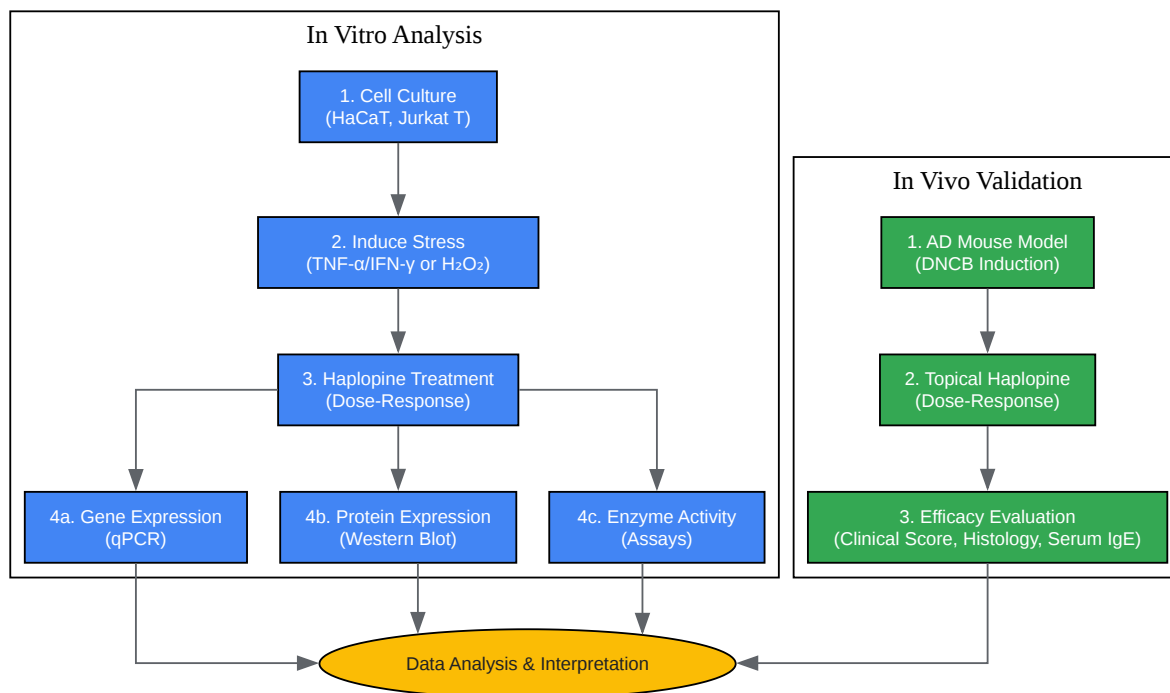 In Vitro Analysis
1. Cell Culture
(HaCaT, Jurkat T)
2. Induce Stress
(TNF-α/IFN-γ or H₂O₂)
3. Haplopine Treatment
(Dose-Response)
4a. Gene Expression
(qPCR)
4b. Protein Expression
(Western Blot)
4c. Enzyme Activity
(Assays)
In Vivo Validation
1. AD Mouse Model
(DNCB Induction)
2. Topical Haplopine
(Dose-Response)
3. Efficacy Evaluation
(Clinical Score, Histology, Serum IgE)
Data Analysis & Interpretation